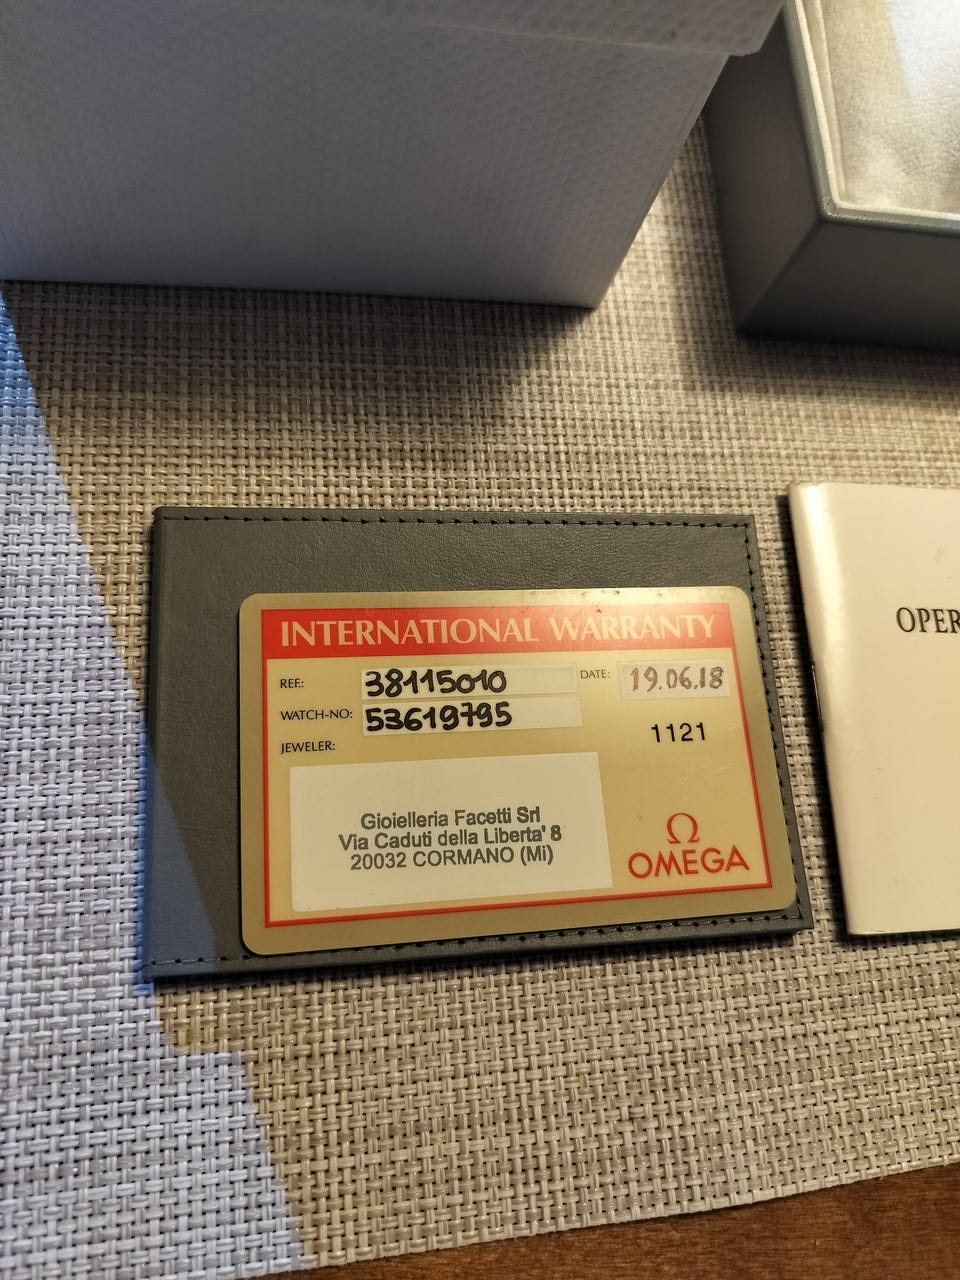 INTERNATIONAL WARRANTY
REF.: 38115010 DATE: 19.06.18
WATCH-NO: 53619795
1121
JEWELER:
Gioielleria Facetti Srl
Via Caduti della Liberta' 8
20032 CORMANO (Mi)
Ω
OMEGA
OPER